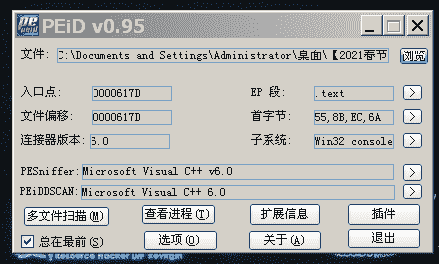 PEiD v0.95
文件: C:\Documents and Settings\Administrator\桌面\【2021春节
浏览
入口点: 0000617D EP 段: .text >
文件偏移: 0000617D 首字节: 55,8B,EC,6A >
连接器版本: 6.0 子系统: Win32 console >
PESniffer: Microsoft Visual C++ v6.0 >
PEiDDSCAN: Microsoft Visual C++ 6.0 >
多文件扫描(M) 查看进程(T) 扩展信息 插件
总在最前(S) 选项(O) 关于(A) 退出